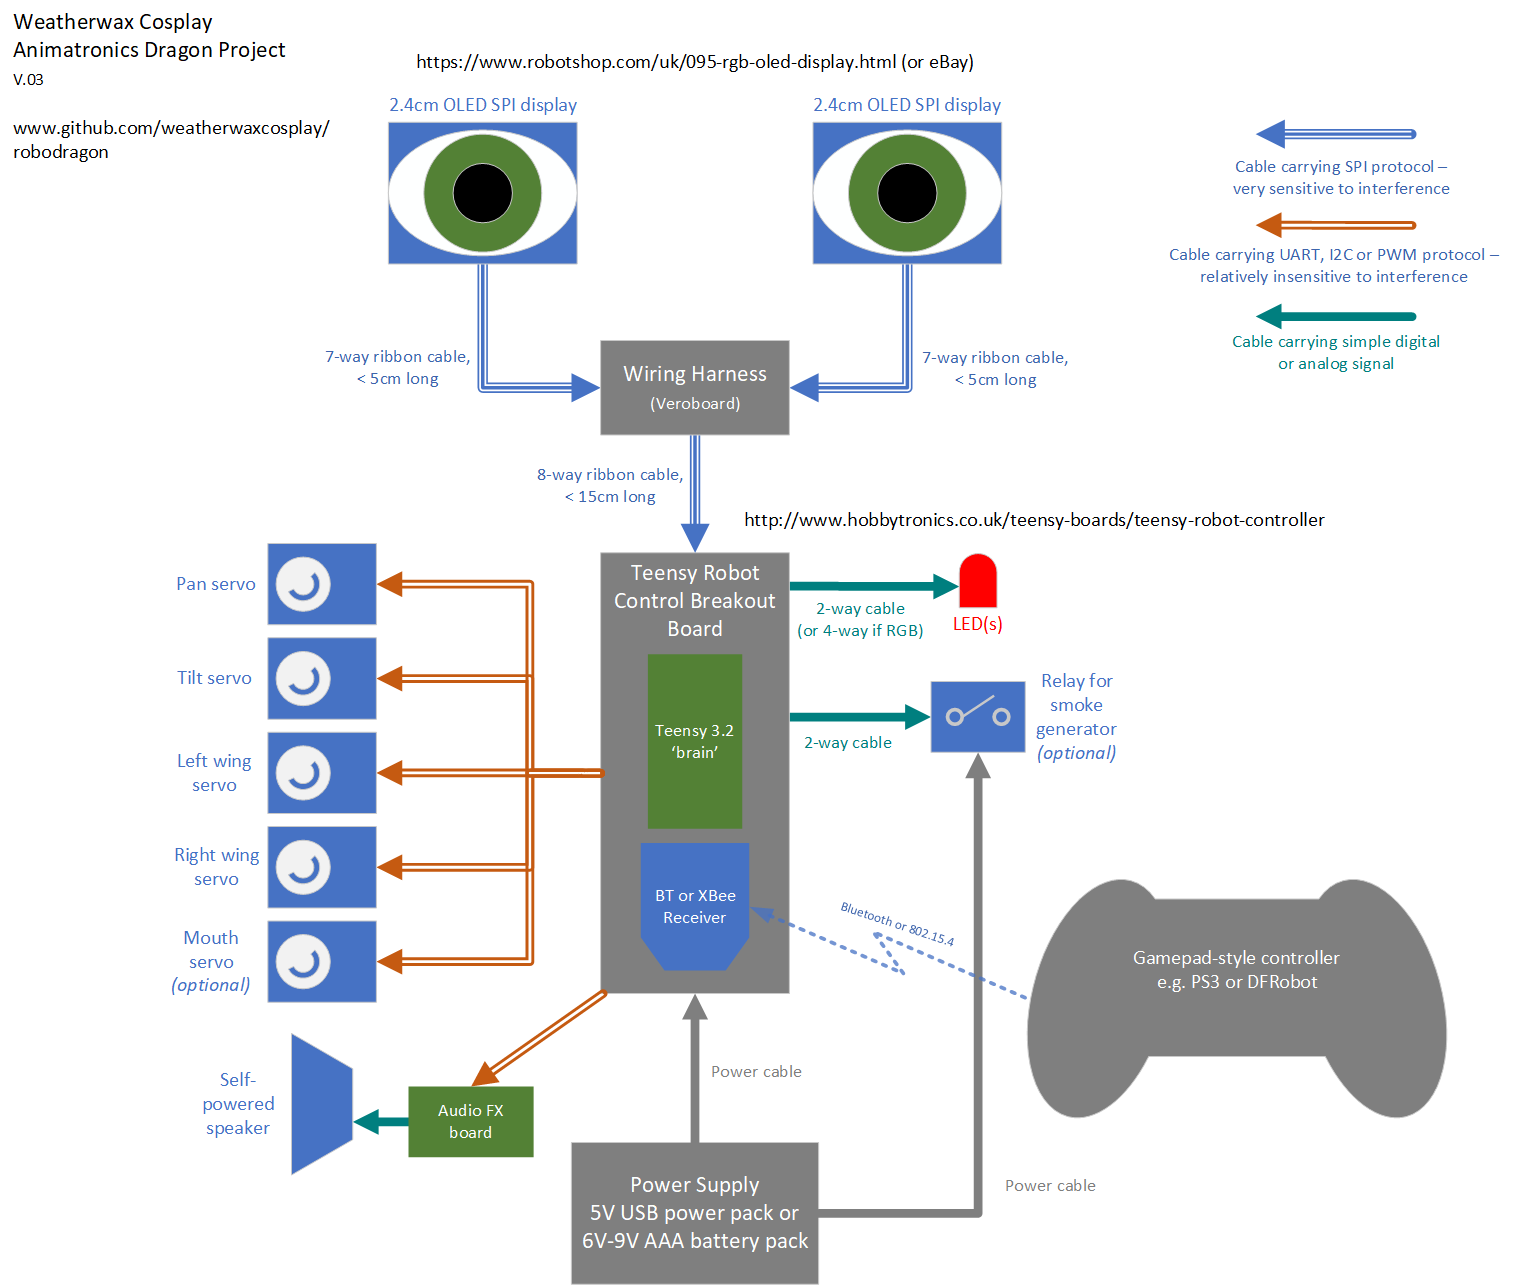 Weatherwax Cosplay
Animatronics Dragon Project
V.03
www.github.com/weatherwaxcosplay/
robodragon
https://www.robotshop.com/uk/095-rgb-oled-display.html (or eBay)
2.4cm OLED SPI display
2.4cm OLED SPI display
Cable carrying SPI protocol –
very sensitive to interference
Cable carrying UART, I2C or PWM protocol –
relatively insensitive to interference
Cable carrying simple digital
or analog signal
7-way ribbon cable,
< 5cm long
Wiring Harness
(Veroboard)
7-way ribbon cable,
< 5cm long
8-way ribbon cable,
< 15cm long
http://www.hobbytronics.co.uk/teensy-boards/teensy-robot-controller
Pan servo
Tilt servo
Left wing
servo
Right wing
servo
Mouth
servo
(optional)
Teensy Robot
Control Breakout
Board
Teensy 3.2
‘brain’
BT or XBee
Receiver
2-way cable
(or 4-way if RGB)
LED(s)
2-way cable
Relay for
smoke
generator
(optional)
Bluetooth or 802.15.4
Gamepad-style controller
e.g. PS3 or DFRobot
Self-
powered
speaker
Audio FX
board
Power cable
Power Supply
5V USB power pack or
6V-9V AAA battery pack
Power cable